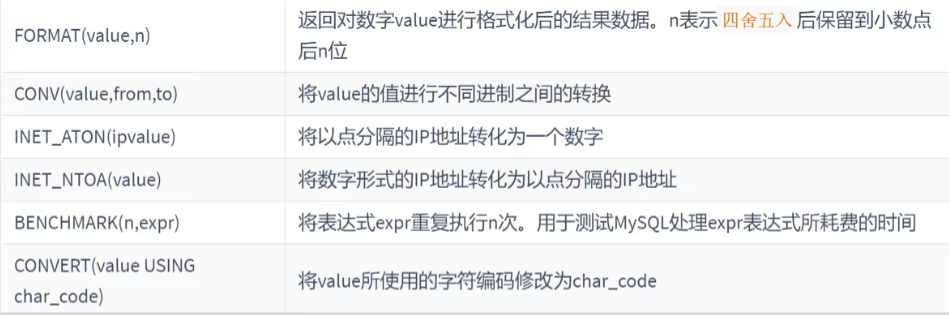 FORMAT(value,n)
返回对数字value进行格式化后的结果数据。n表示 四舍五入 后保留到小数点
后n位
CONV(value,from,to)
将value的值进行不同进制之间的转换
INET_ATON(ipvalue)
将以点分隔的IP地址转化为一个数字
INET_NTOA(value)
将数字形式的IP地址转化为以点分隔的IP地址
BENCHMARK(n,expr)
将表达式expr重复执行n次。用于测试MySQL处理expr表达式所耗费的时间
CONVERT(value USING
char_code)
将value所使用的字符编码修改为char_code